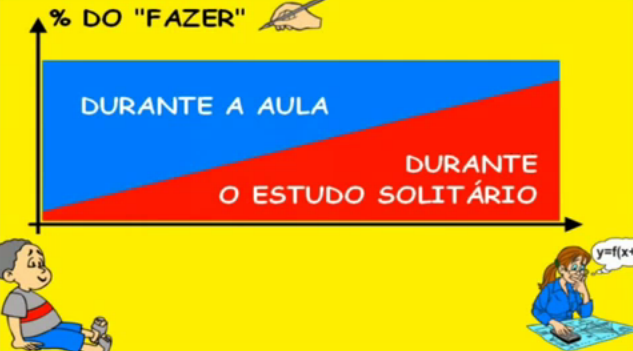 % DO "FAZER"
DURANTE A AULA
DURANTE
O ESTUDO SOLITÁRIO
y=f(x+